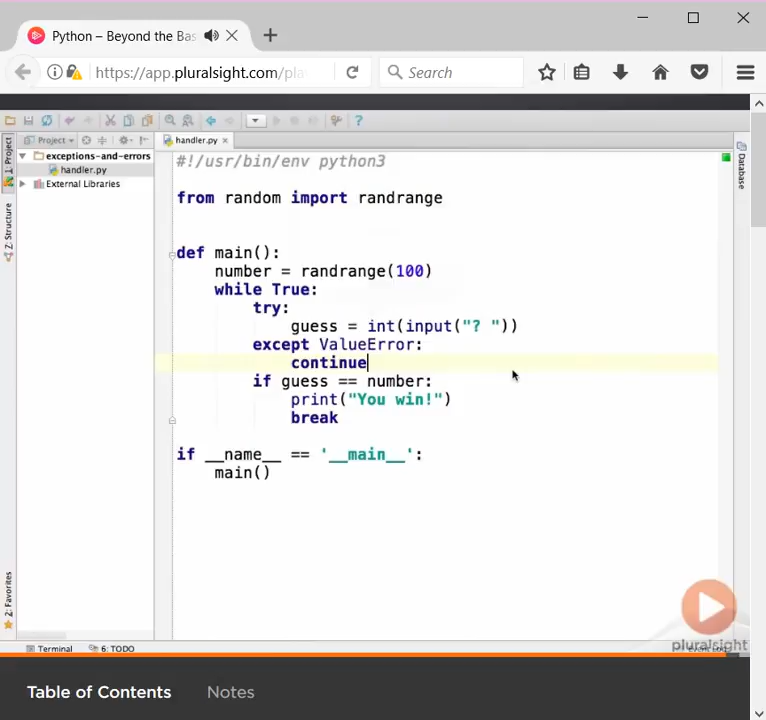 Python – Beyond the Bas
https://app.pluralsight.com/pla
Search
Project
handler.py
exceptions-and-errors
handler.py
External Libraries
1: Project
Z: Structure
2: Favorites
Database
#!/usr/bin/env python3
from random import randrange
def main():
number = randrange(100)
while True:
try:
guess = int(input("? "))
except ValueError:
continue
if guess == number:
print("You win!")
break
if __name__ == '__main__':
main()
pluralsight
Terminal
6: TODO
Table of Contents
Notes